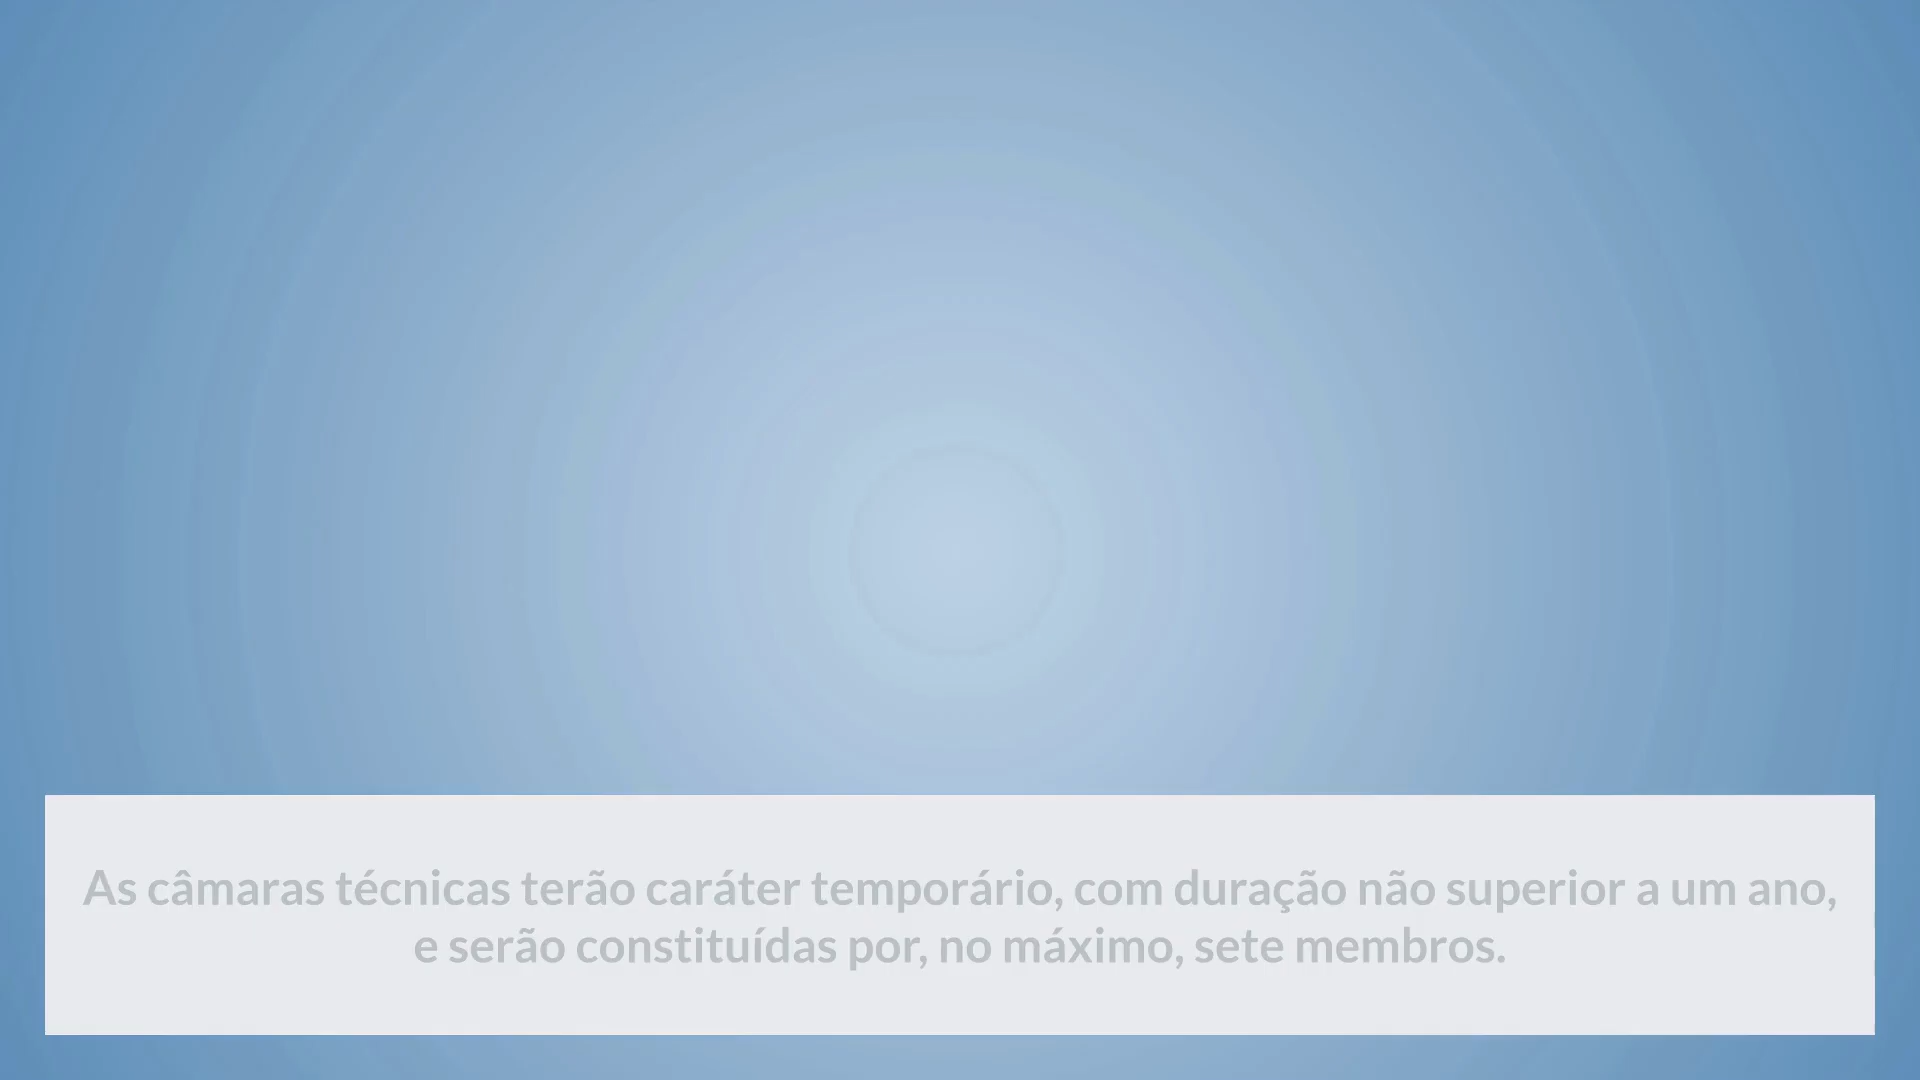 As câmaras técnicas terão caráter temporário, com duração não superior a um ano,
e serão constituídas por, no máximo, sete membros.